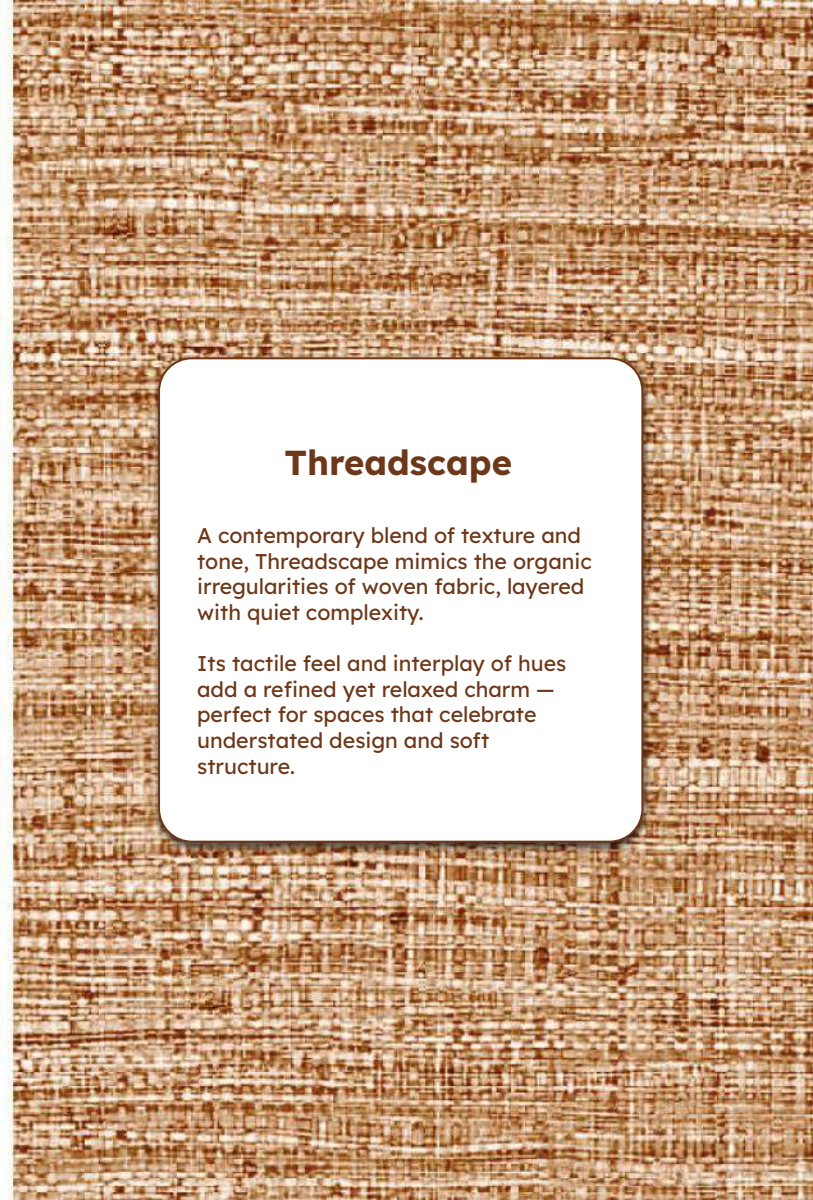 Threadscape
A contemporary blend of texture and
tone, Threadscape mimics the organic
irregularities of woven fabric, layered
with quiet complexity.
Its tactile feel and interplay of hues
add a refined yet relaxed charm —
perfect for spaces that celebrate
understated design and soft
structure.